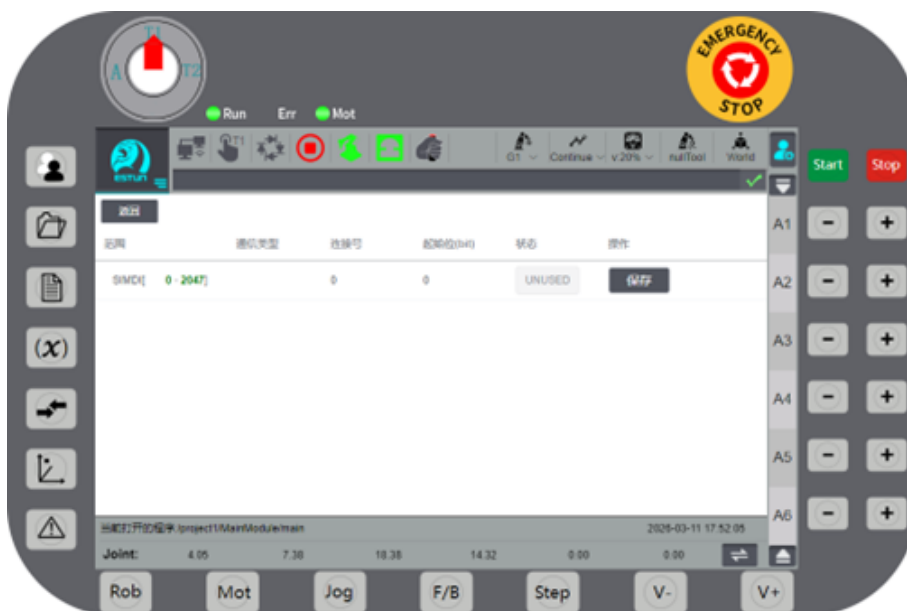 T1
A
T2
EMERGENCY
STOP
Run Err Mot
ESTUN
T1
G1
Continue
v:20%
nullTool
World
Start
Stop
返回
范围 通信类型 连接号 起始位(bit) 状态 操作
SIMDI[ 0 - 2047] 0 0 UNUSED 保存
A1
A2
A3
A4
A5
A6
(x)
当前打开的程序:/project1/MainModule/main 2026-03-11 17:52:05
Joint: 4.05 7.38 18.38 14.32 0.00 0.00
Rob Mot Jog F/B Step V- V+